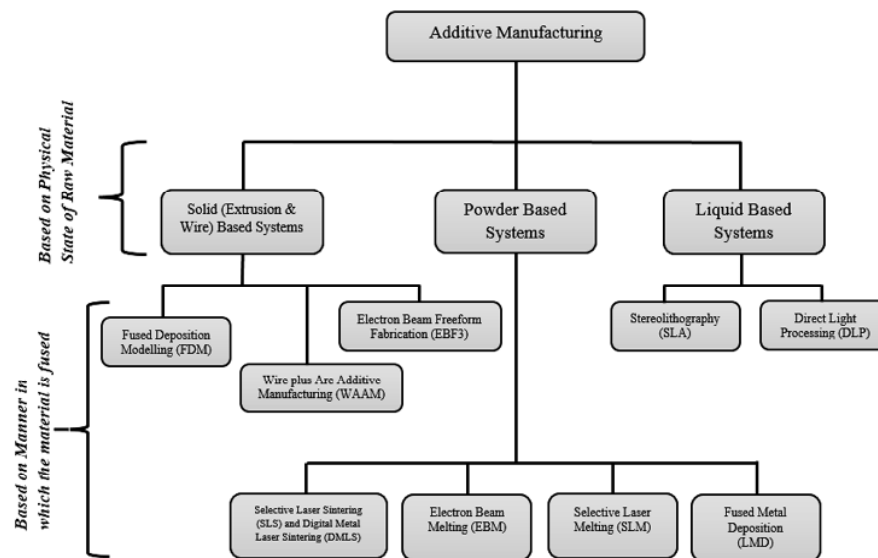 Additive Manufacturing
Based on Physical
State of Raw Material
Solid (Extrusion &
Wire) Based Systems
Powder Based
Systems
Liquid Based
Systems
Based on Manner in
which the material is fused
Fused Deposition
Modelling (FDM)
Wire plus Arc Additive
Manufacturing (WAAM)
Electron Beam Freeform
Fabrication (EBF3)
Stereolithography
(SLA)
Direct Light
Processing (DLP)
Selective Laser Sintering
(SLS) and Digital Metal
Laser Sintering (DMLS)
Electron Beam
Melting (EBM)
Selective Laser
Melting (SLM)
Fused Metal
Deposition
(LMD)